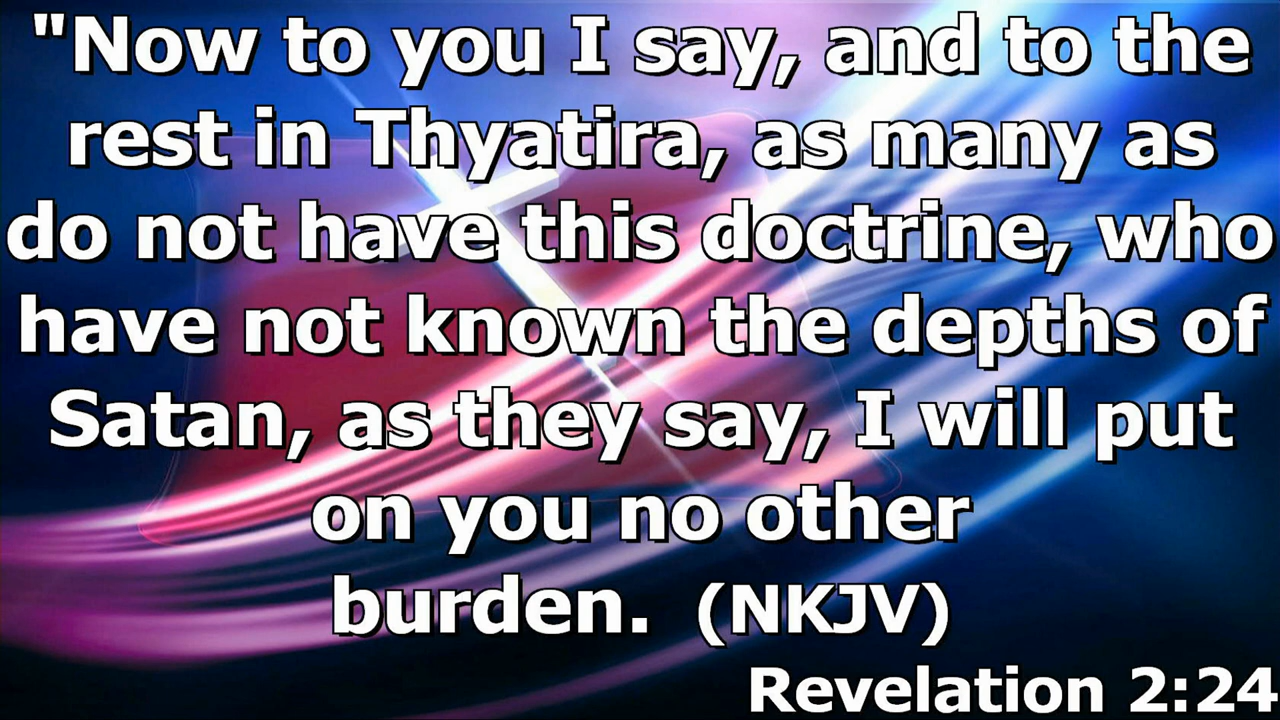 "Now to you I say, and to the
rest in Thyatira, as many as
do not have this doctrine, who
have not known the depths of
Satan, as they say, I will put
on you no other
burden. (NKJV)
Revelation 2:24